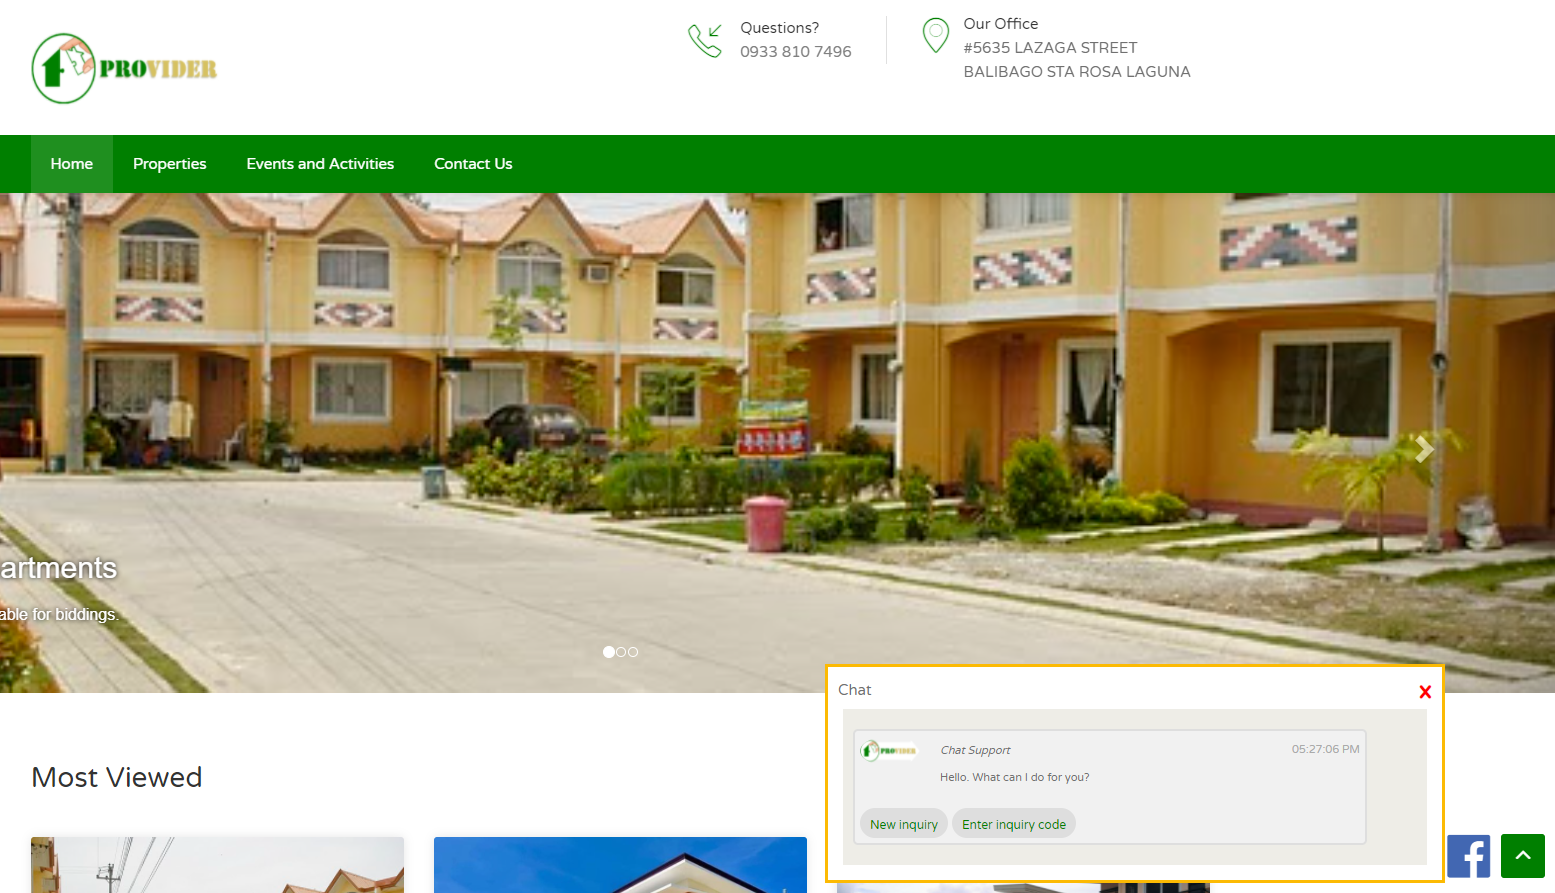 PROVIDER
Questions?
0933 810 7496
Our Office
#5635 LAZAGA STREET
BALIBAGO STA ROSA LAGUNA
Home
Properties
Events and Activities
Contact Us
artments
able for biddings.
Chat
X
PROVIDER
Chat Support
05:27:06 PM
Hello. What can I do for you?
New inquiry
Enter inquiry code
Most Viewed